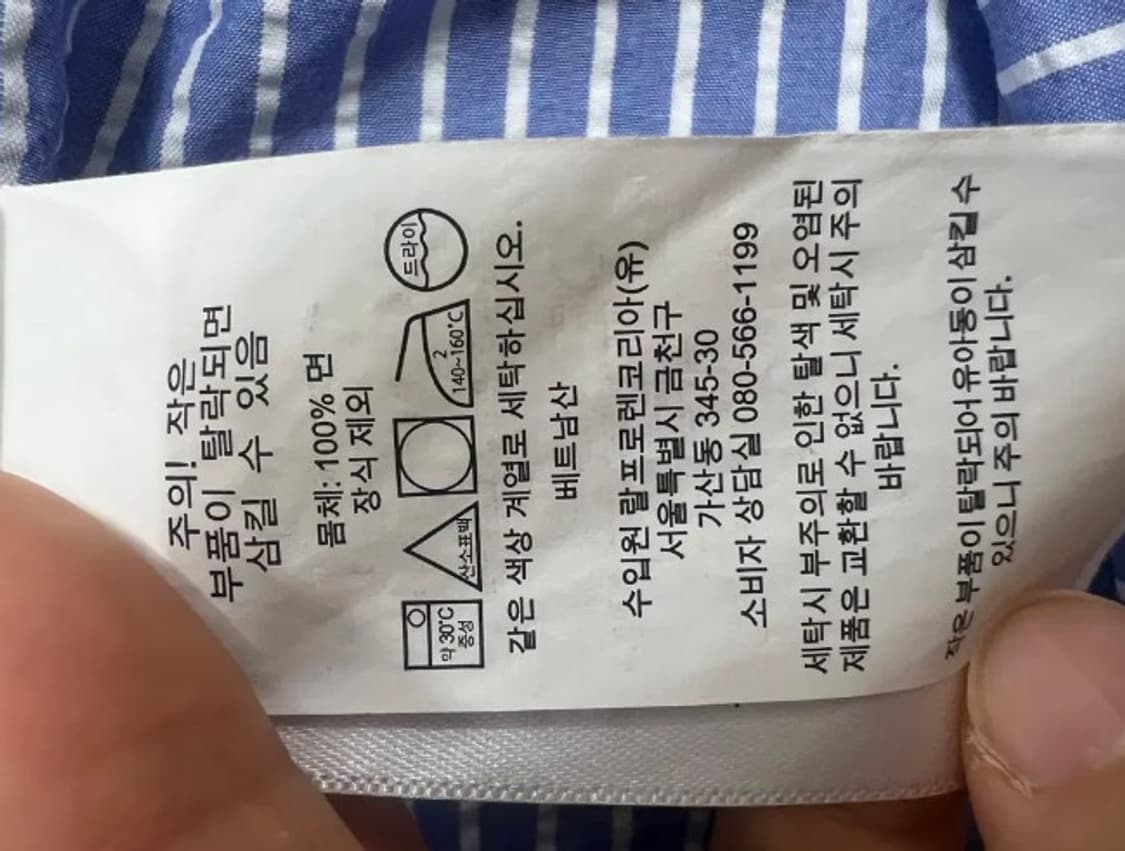 주의! 작은
부품이 탈락되면
삼킬 수 있음
몸체: 100% 면
장식 제외
약 30°C
중성
산소표백
2
140~160°C
드라이
같은 색상 계열로 세탁하십시오.
베트남산
수입원 랄프로렌코리아(유)
서울특별시 금천구
가산동 345-30
소비자 상담실 080-566-1199
세탁시 부주의로 인한 탈색 및 오염된
제품은 교환할 수 없으니 세탁시 주의
바랍니다.
작은 부품이 탈락되어 유아동이 삼킬 수
있으니 주의 바랍니다.